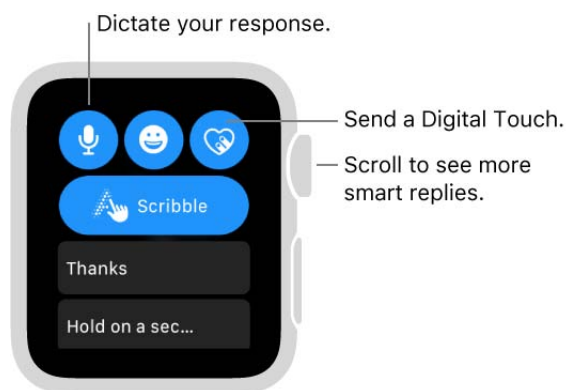 Dictate your response.
Send a Digital Touch.
Scroll to see more
smart replies.
Scribble
Thanks
Hold on a sec...